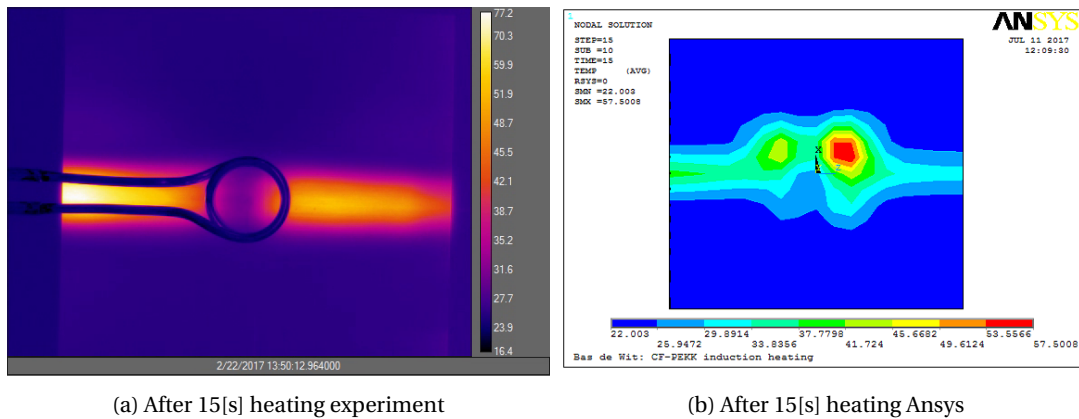 77.2
70.3
59.9
51.9
48.7
45.5
42.1
38.7
35.2
31.6
27.7
23.9
16.4
2/22/2017 13:50:12.964000
(a) After 15[s] heating experiment
1
NODAL SOLUTION
STEP=15
SUB =10
TIME=15
TEMP (AVG)
RSYS=0
SMN =22.003
SMX =57.5008
ANSYS
JUL 11 2017
12:09:30
X
Z
22.003 29.8914 37.7798 45.6682 53.5566
25.9472 33.8356 41.724 49.6124 57.5008
Bas de Wit: CF-PEKK induction heating
(b) After 15[s] heating Ansys